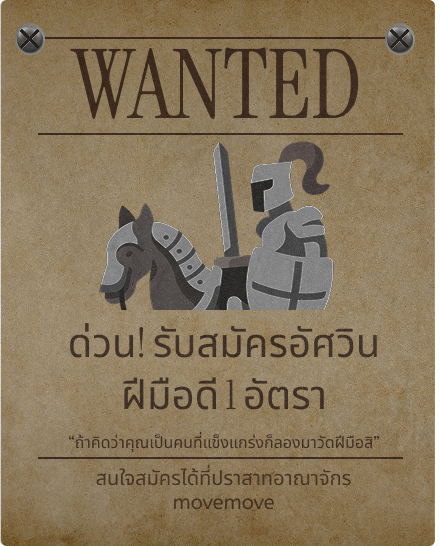 WANTED
ด่วน! รับสมัครอัศวิน
ฝีมือดี 1 อัตรา
“ถ้าคิดว่าคุณเป็นคนที่แข็งแกร่งก็ลองมาวัดฝีมือสิ”
สนใจสมัครได้ที่ปราสาทอาณาจักร
movemove